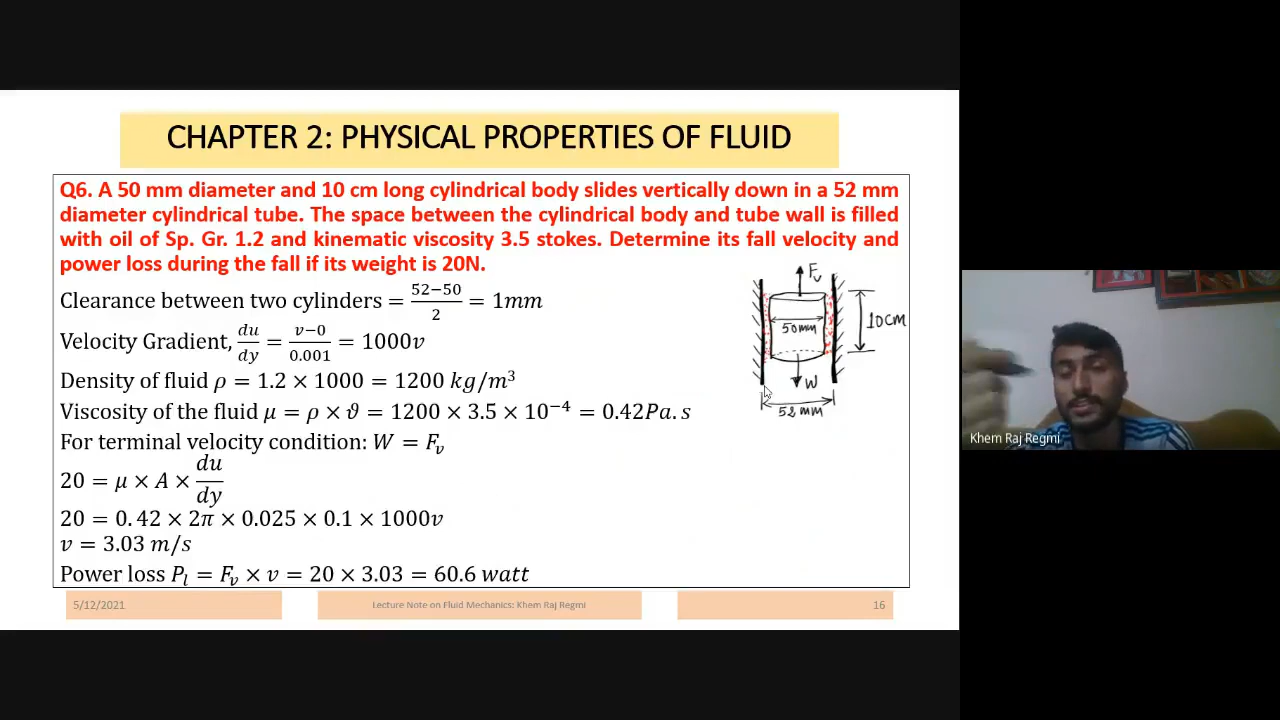 CHAPTER 2: PHYSICAL PROPERTIES OF FLUID
Q6. A 50 mm diameter and 10 cm long cylindrical body slides vertically down in a 52 mm
diameter cylindrical tube. The space between the cylindrical body and tube wall is filled
with oil of Sp. Gr. 1.2 and kinematic viscosity 3.5 stokes. Determine its fall velocity and
power loss during the fall if its weight is 20N.
Clearance between two cylinders = (52−50)/2 = 1mm
Velocity Gradient, du/dy = (v−0)/0.001 = 1000v
Density of fluid ρ = 1.2 × 1000 = 1200 kg/m³
Viscosity of the fluid μ = ρ × ϑ = 1200 × 3.5 × 10⁻⁴ = 0.42Pa.s
For terminal velocity condition: W = Fᵥ
20 = μ × A × du/dy
20 = 0.42 × 2π × 0.025 × 0.1 × 1000v
v = 3.03 m/s
Power loss Pₗ = Fᵥ × v = 20 × 3.03 = 60.6 watt
Fᵥ
50mm
10CM
W
52mm
5/12/2021
Lecture Note on Fluid Mechanics: Khem Raj Regmi
16
Khem Raj Regmi